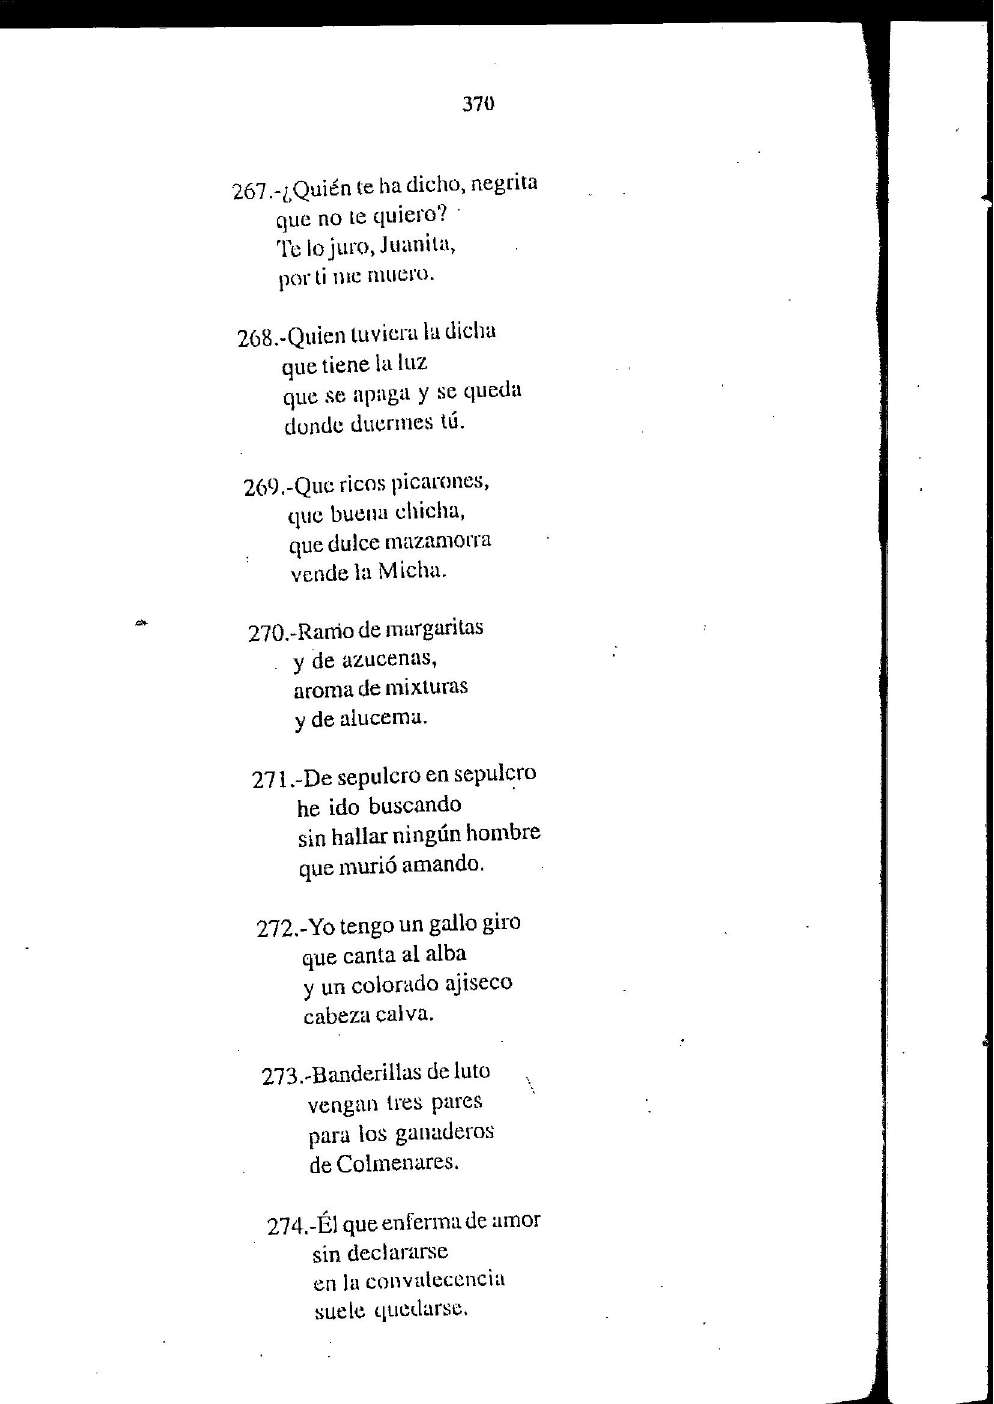 370
267.-¿Quién te ha dicho, negrita
que no te quiero?
Te lo juro, Juanita,
por ti me muero.
268.-Quien tuviera la dicha
que tiene la luz
que se apaga y se queda
donde duermes tú.
269.-Que ricos picarones,
que buena chicha,
que dulce mazamorra
vende la Micha.
270.-Ramo de margaritas
y de azucenas,
aroma de mixturas
y de alucema.
271.-De sepulcro en sepulcro
he ido buscando
sin hallar ningún hombre
que murió amando.
272.-Yo tengo un gallo giro
que canta al alba
y un colorado ajiseco
cabeza calva.
273.-Banderillas de luto
vengan tres pares
para los ganaderos
de Colmenares.
274.-Él que enferma de amor
sin declararse
en la convalecencia
suele quedarse.